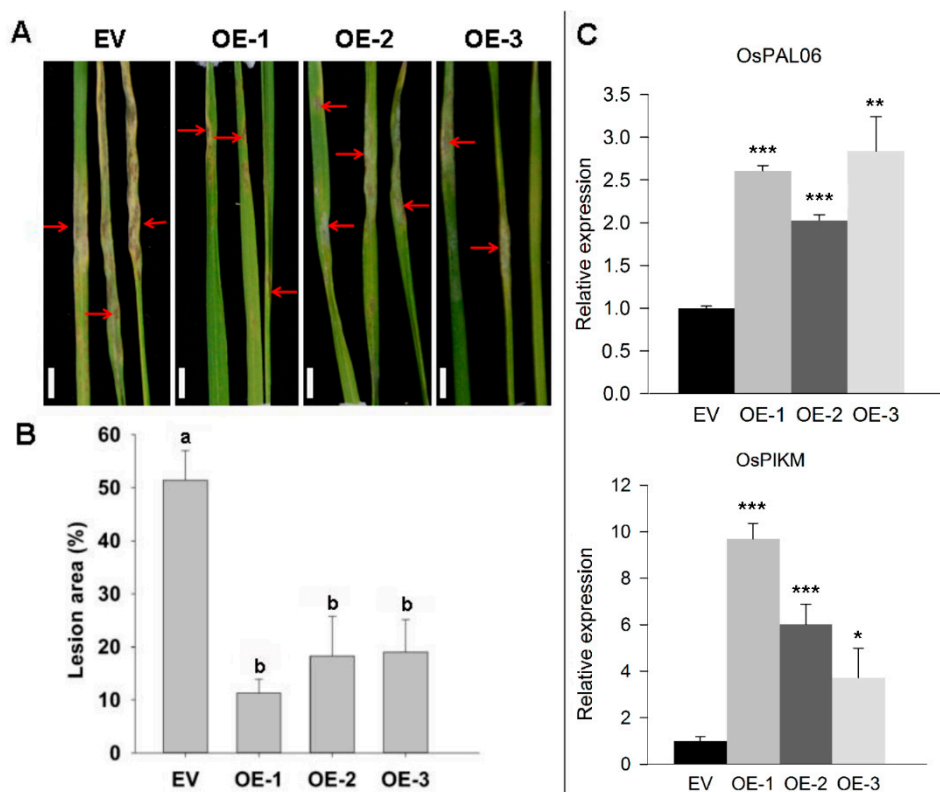 A
EV OE-1 OE-2 OE-3
B
60
50
40
30
20
10
0
Lesion area (%)
a
b
b
b
EV OE-1 OE-2 OE-3
C
OsPAL06
3.5
3.0
2.5
2.0
1.5
1.0
0.5
0.0
Relative expression
***
***
**
EV OE-1 OE-2 OE-3
OsPIKM
12
10
8
6
4
2
0
Relative expression
***
***
*
EV OE-1 OE-2 OE-3